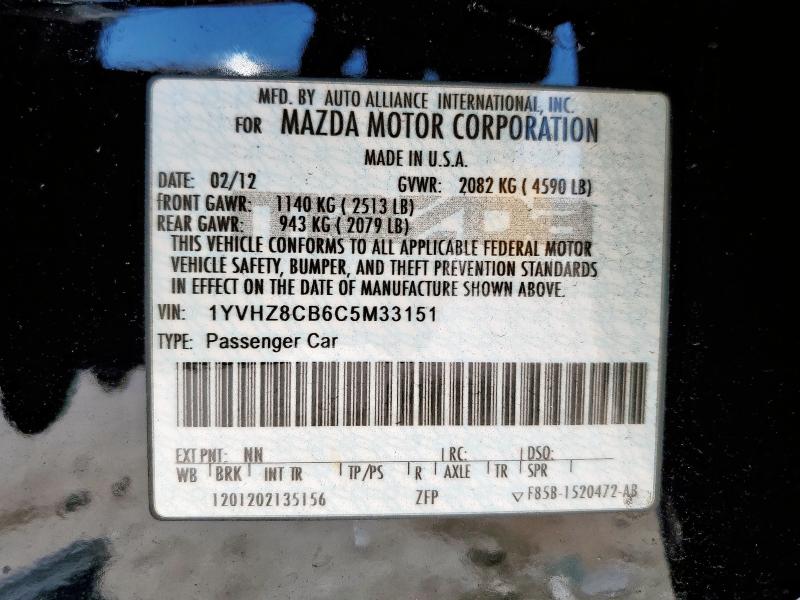 MFD. BY AUTO ALLIANCE INTERNATIONAL, INC.
FOR MAZDA MOTOR CORPORATION
MADE IN U.S.A.
DATE: 02/12 GVWR: 2082 KG ( 4590 LB)
FRONT GAWR: 1140 KG ( 2513 LB)
REAR GAWR: 943 KG ( 2079 LB)
THIS VEHICLE CONFORMS TO ALL APPLICABLE FEDERAL MOTOR
VEHICLE SAFETY, BUMPER, AND THEFT PREVENTION STANDARDS
IN EFFECT ON THE DATE OF MANUFACTURE SHOWN ABOVE.
VIN: 1YVHZ8CB6C5M33151
TYPE: Passenger Car
EXT PNT: NN RC: DSO:
WB BRK INT TR TP/PS R AXLE TR SPR
1201202135156 ZFP F85B-1520472-AB